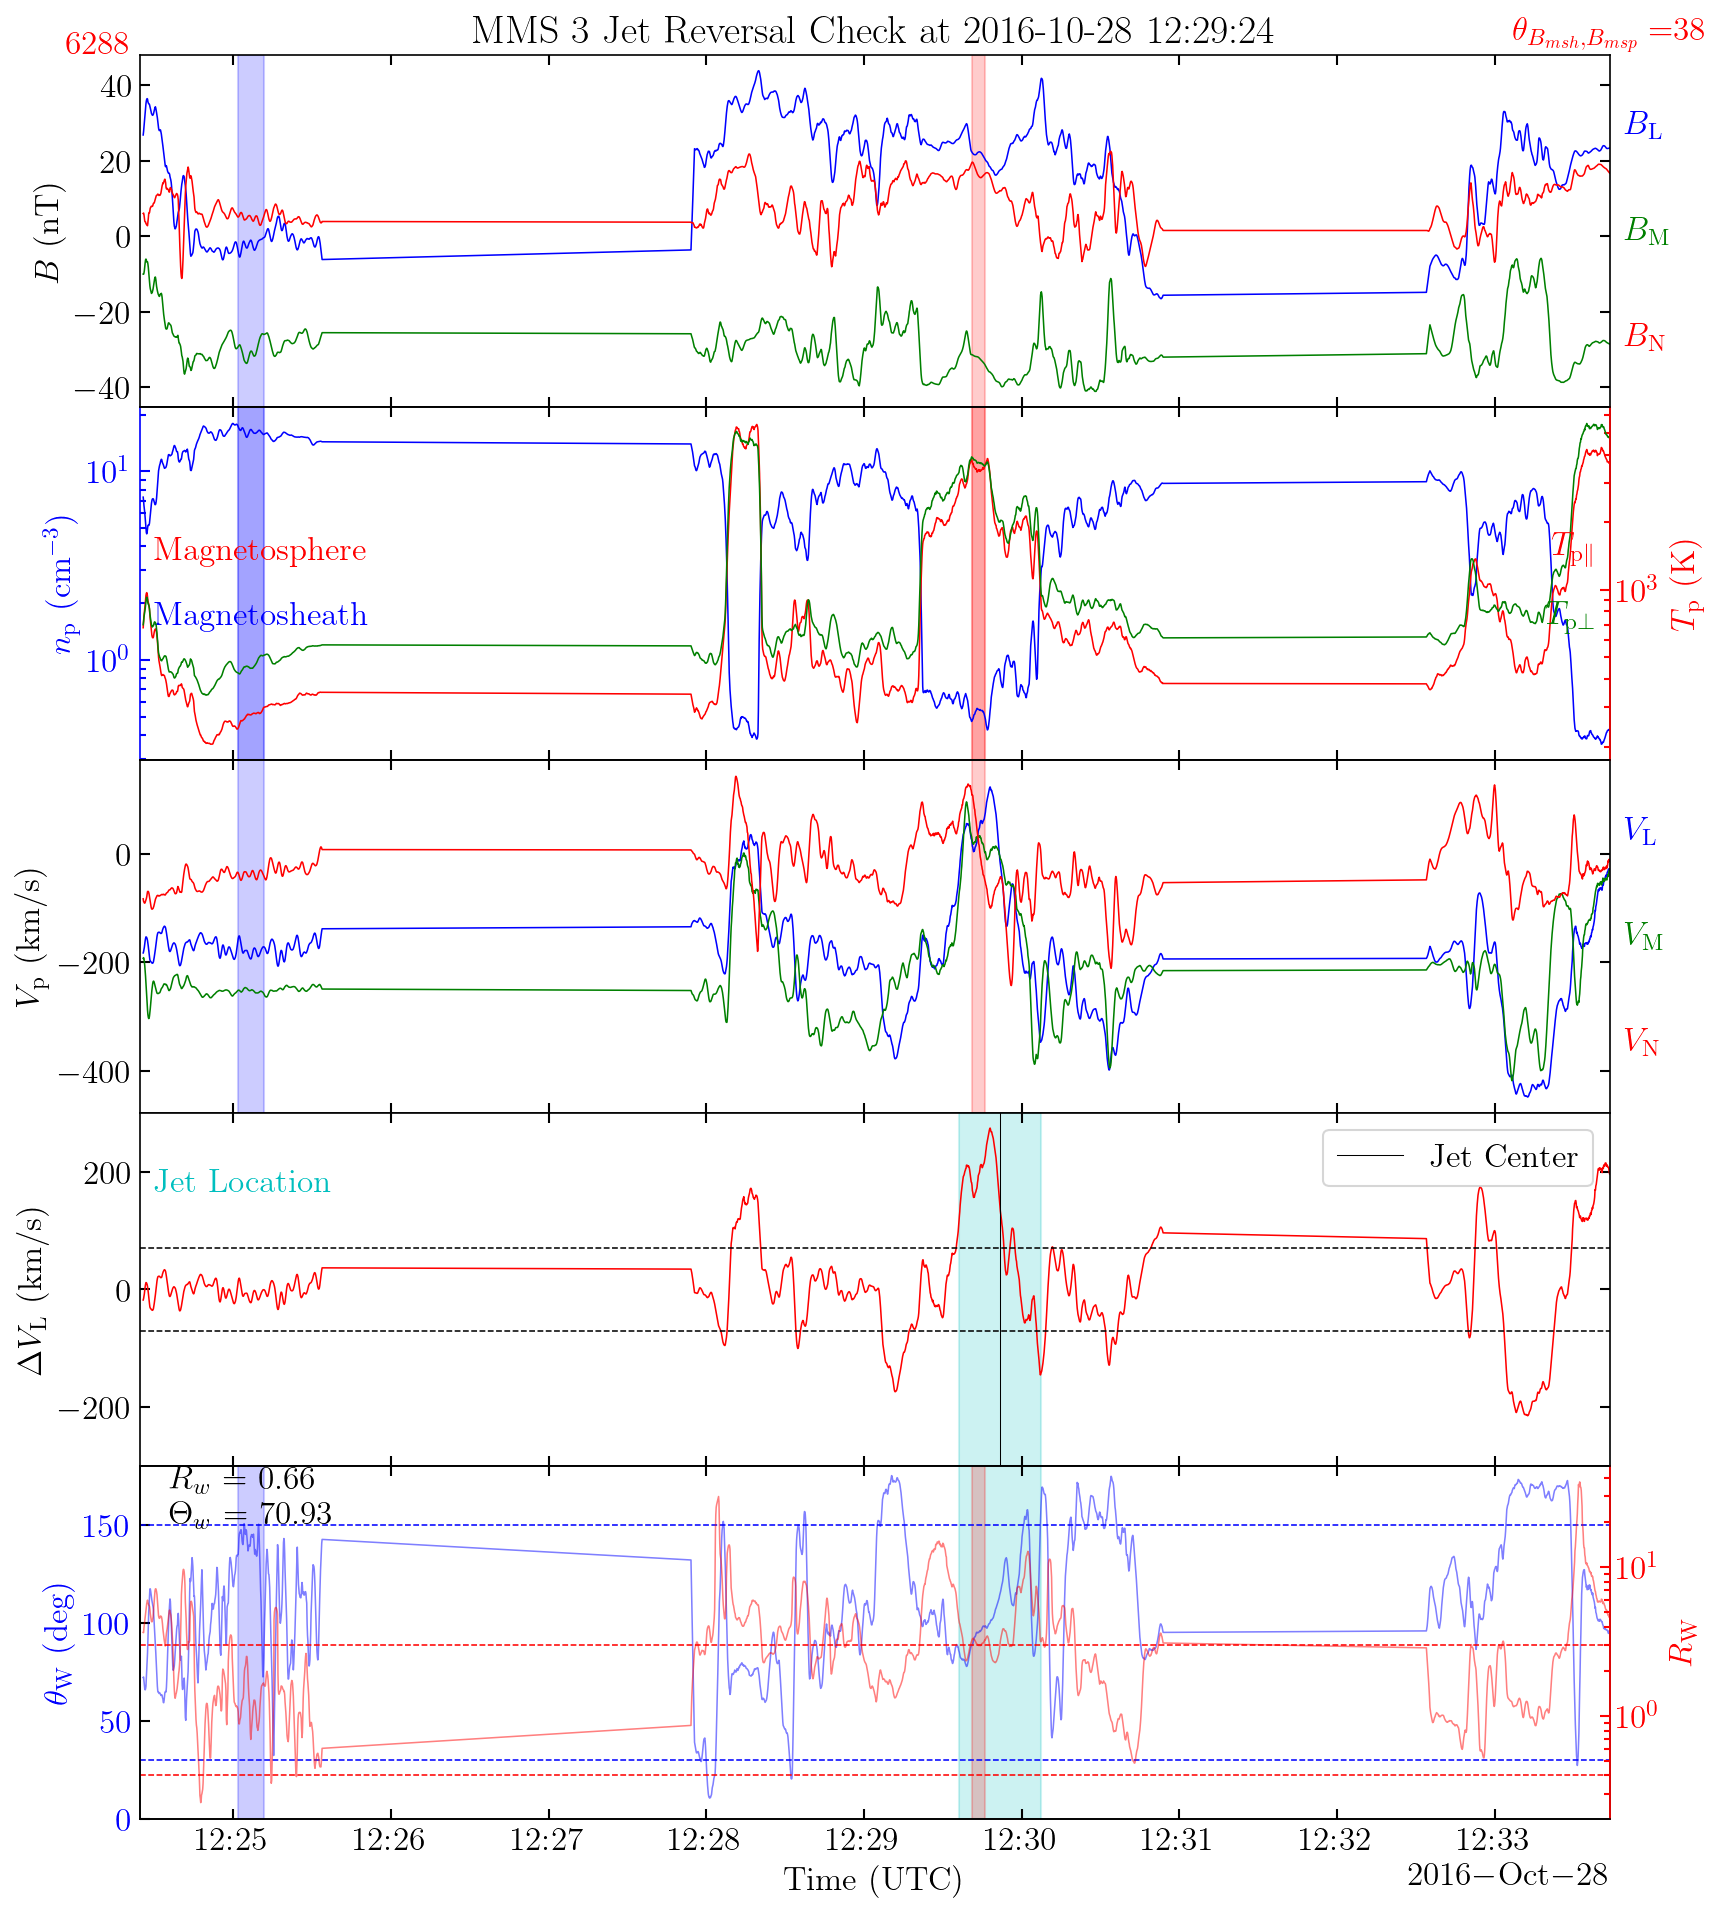 MMS 3 Jet Reversal Check at 2016-10-28 12:29:24
6288
θ_{B_{msh},B_{msp}} =38
40
20
0
−20
−40
B (nT)
B_L
B_M
B_N
10^1
10^0
n_p (cm^{−3})
Magnetosphere
Magnetosheath
T_{p∥}
T_{p⊥}
10^3
T_p (K)
0
−200
−400
V_p (km/s)
V_L
V_M
V_N
200
0
−200
ΔV_L (km/s)
Jet Location
Jet Center
R_w = 0.66
Θ_w = 70.93
150
100
50
0
θ_W (deg)
10^1
10^0
R_W
12:25 12:26 12:27 12:28 12:29 12:30 12:31 12:32 12:33
Time (UTC)
2016−Oct−28